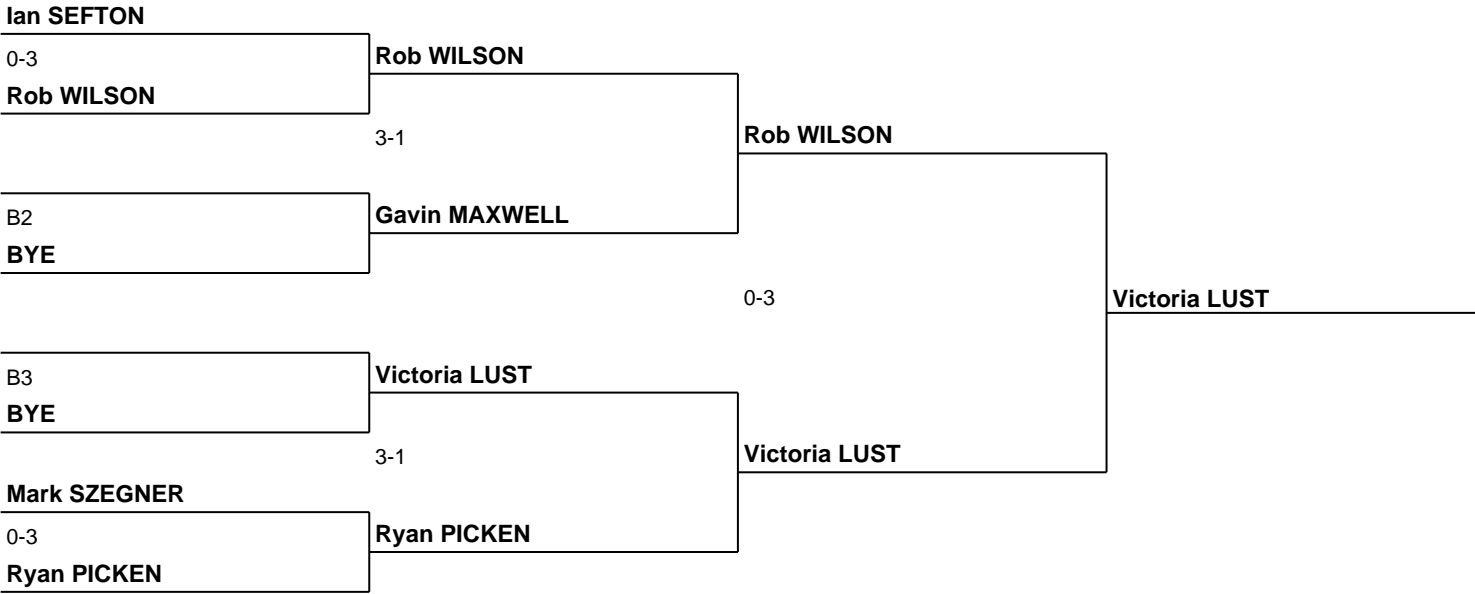 Ian SEFTON
0-3
Rob WILSON
Rob WILSON
3-1
Rob WILSON
B2
BYE
Gavin MAXWELL
0-3
Victoria LUST
B3
BYE
Victoria LUST
3-1
Victoria LUST
Mark SZEGNER
0-3
Ryan PICKEN
Ryan PICKEN